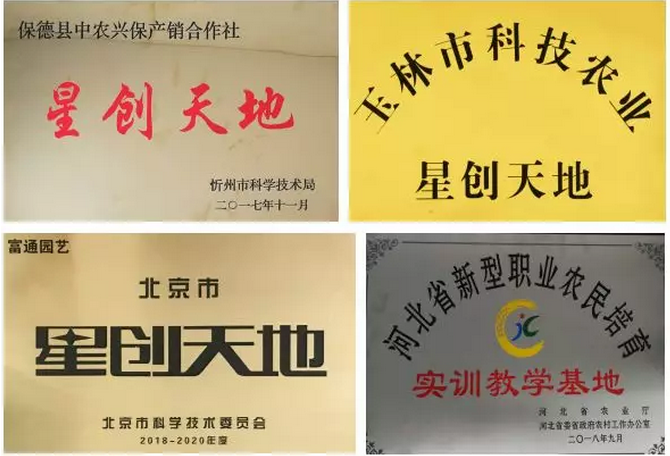 保德县中农兴保产销合作社
星创天地
忻州市科学技术局
二〇一七年十一月
玉林市科技农业
星创天地
富通园艺
北京市
星创天地
北京市科学技术委员会
2018-2020年度
河北省新型职业农民培育
实训教学基地
河北省农业厅
河北省委省政府农村工作办公室
二〇一八年九月